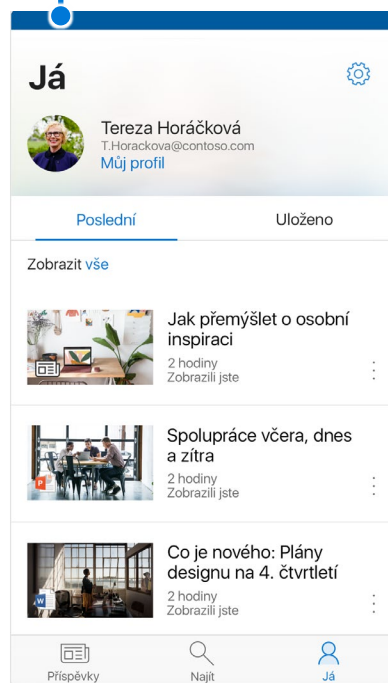 Já
Tereza Horáčková
T.Horackova@contoso.com
Můj profil
Poslední
Uloženo
Zobrazit vše
Jak přemýšlet o osobní
inspiraci
2 hodiny
Zobrazili jste
Spolupráce včera, dnes
a zítra
2 hodiny
Zobrazili jste
P
Co je nového: Plány
designu na 4. čtvrtletí
2 hodiny
Zobrazili jste
W
Příspěvky
Najít
Já